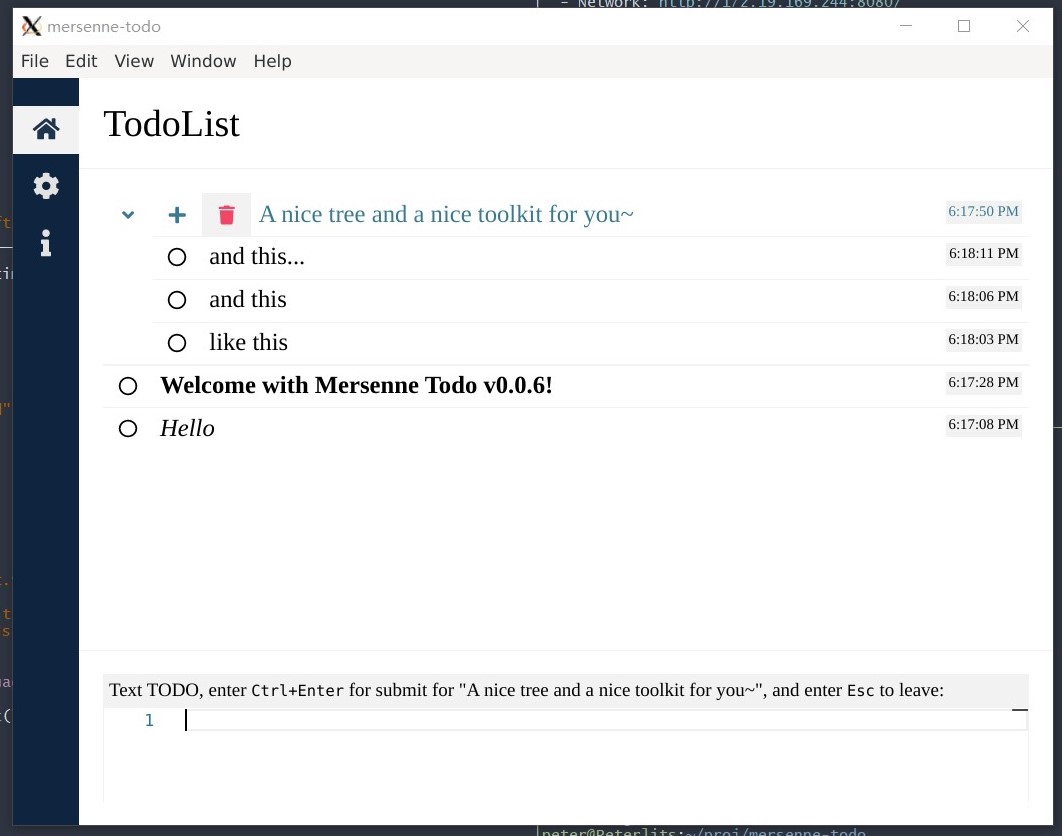 - Network: http://172.19.169.244:8080/
mersenne-todo
File Edit View Window Help
TodoList
A nice tree and a nice toolkit for you~ 6:17:50 PM
and this... 6:18:11 PM
and this 6:18:06 PM
like this 6:18:03 PM
Welcome with Mersenne Todo v0.0.6! 6:17:28 PM
Hello 6:17:08 PM
Text TODO, enter Ctrl+Enter for submit for "A nice tree and a nice toolkit for you~", and enter Esc to leave:
1
peter@Peterlits:~/proj/mersenne-todo